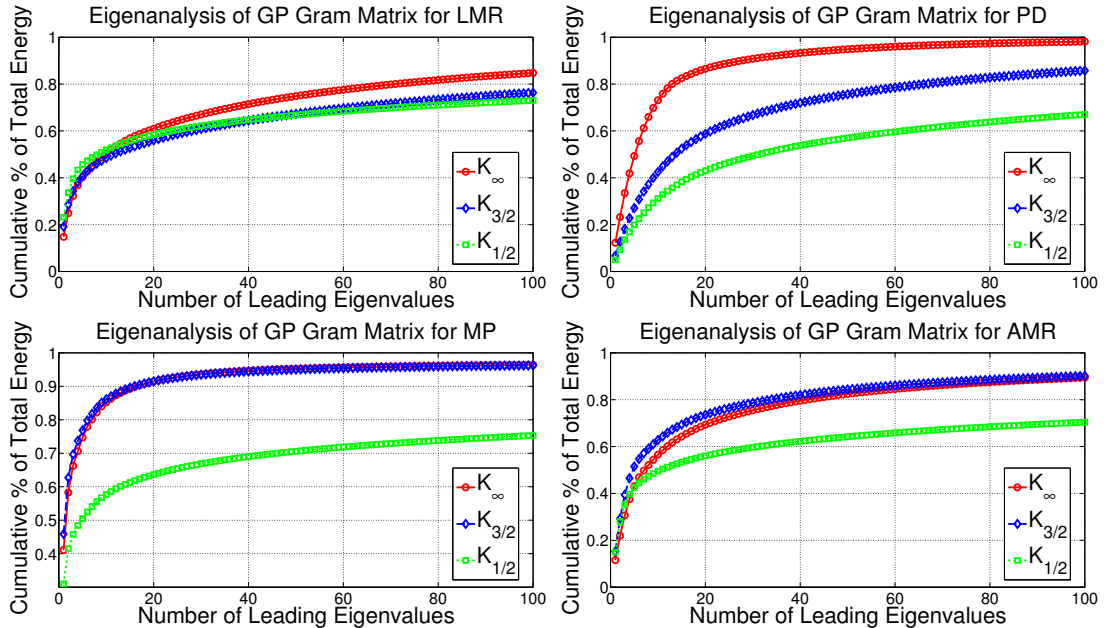 Eigenanalysis of GP Gram Matrix for LMR
Cumulative % of Total Energy
1
0.8
0.6
0.4
0.2
0
0 20 40 60 80 100
Number of Leading Eigenvalues
K∞
K3/2
K1/2
Eigenanalysis of GP Gram Matrix for PD
Cumulative % of Total Energy
1
0.8
0.6
0.4
0.2
0
0 20 40 60 80 100
Number of Leading Eigenvalues
K∞
K3/2
K1/2
Eigenanalysis of GP Gram Matrix for MP
Cumulative % of Total Energy
1
0.9
0.8
0.7
0.6
0.5
0.4
0 20 40 60 80 100
Number of Leading Eigenvalues
K∞
K3/2
K1/2
Eigenanalysis of GP Gram Matrix for AMR
Cumulative % of Total Energy
1
0.8
0.6
0.4
0.2
0
0 20 40 60 80 100
Number of Leading Eigenvalues
K∞
K3/2
K1/2